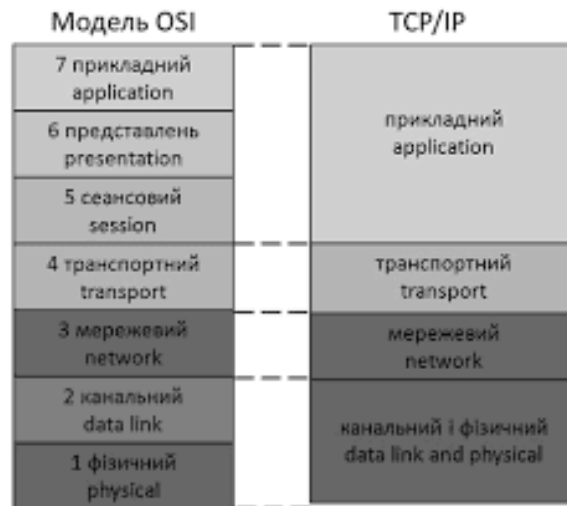 Модель OSI
TCP/IP
7 прикладний
application
6 представлень
presentation
5 сеансовий
session
4 транспортний
transport
3 мережевий
network
2 канальний
data link
1 фізичний
physical
прикладний
application
транспортний
transport
мережевий
network
канальний і фізичний
data link and physical